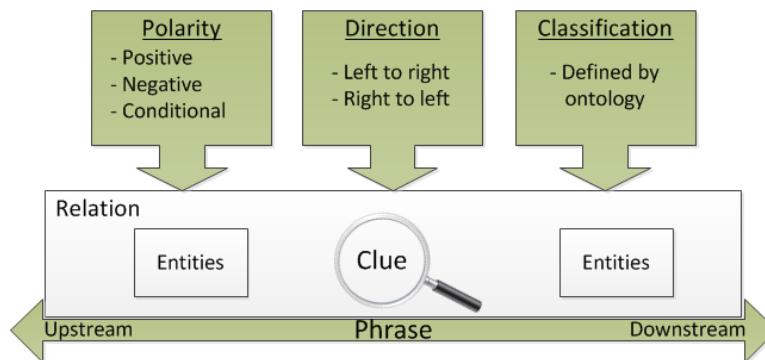 Polarity
- Positive
- Negative
- Conditional
Direction
- Left to right
- Right to left
Classification
- Defined by
ontology
Relation
Entities
Clue
Entities
Upstream
Phrase
Downstream